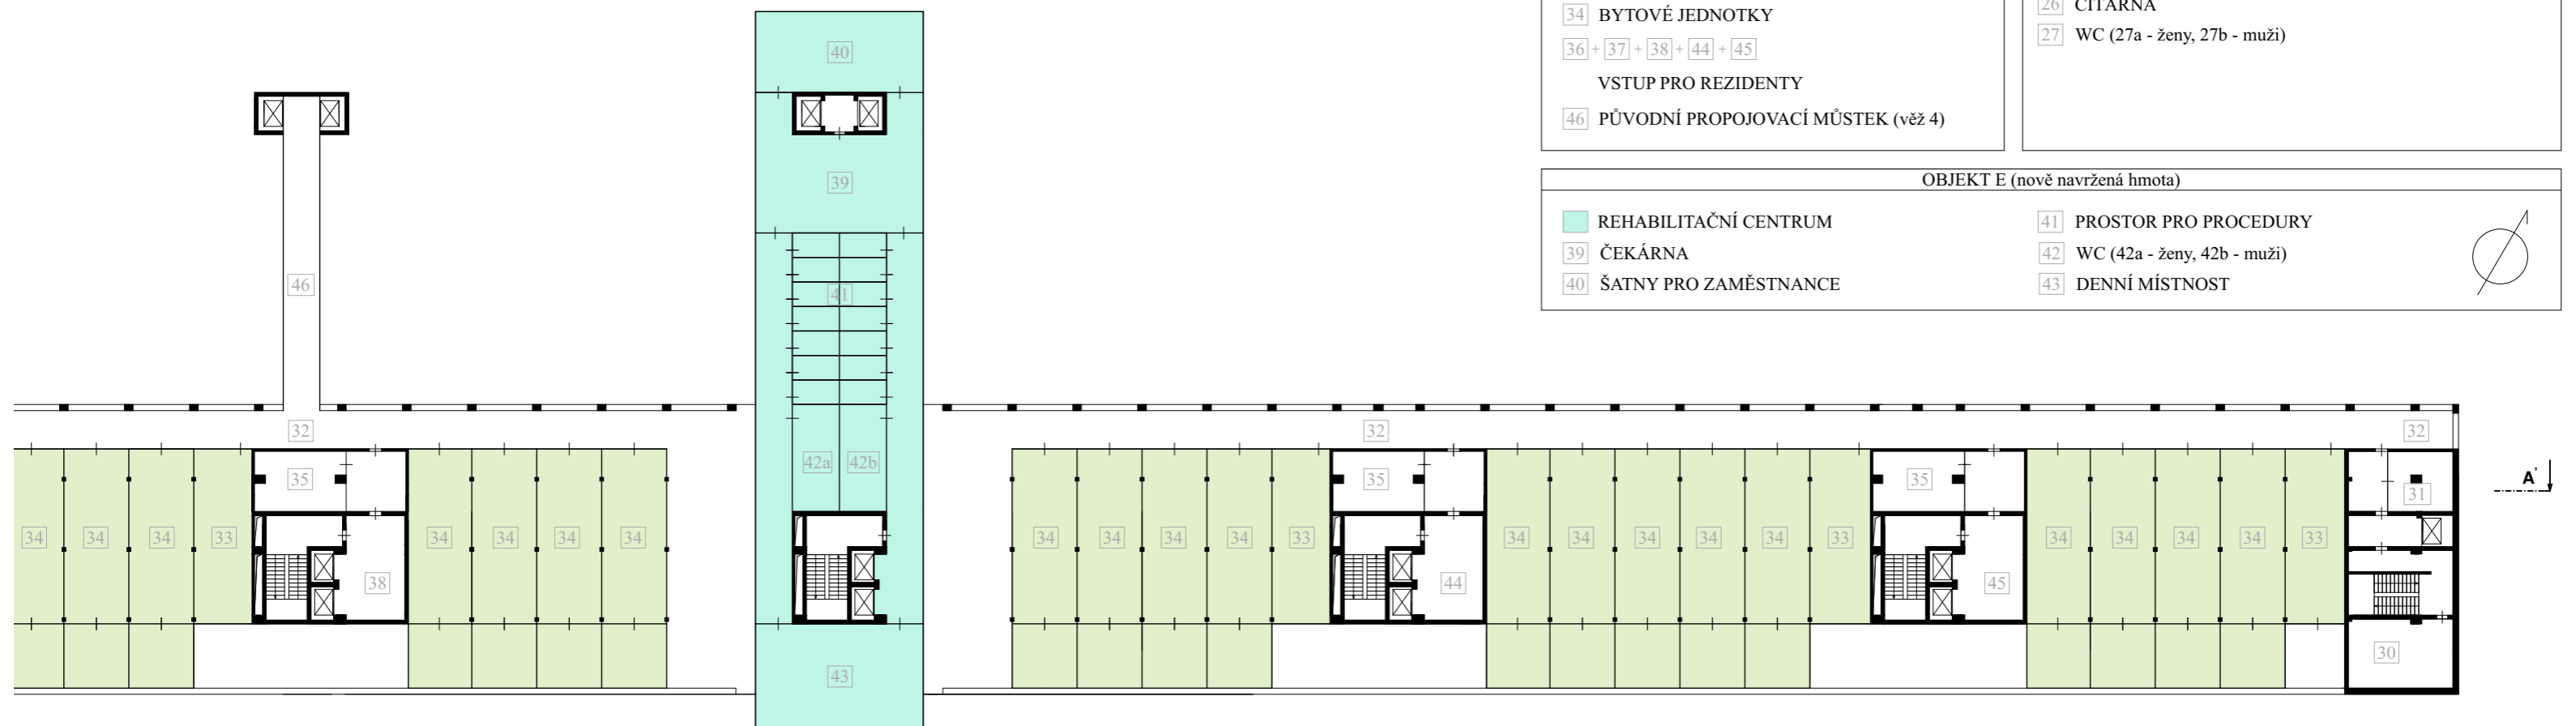 34 BYTOVÉ JEDNOTKY
36 + 37 + 38 + 44 + 45
VSTUP PRO REZIDENTY
46 PŮVODNÍ PROPOJOVACÍ MŮSTEK (věž 4)
26 ČITÁRNA
27 WC (27a - ženy, 27b - muži)
OBJEKT E (nově navržená hmota)
REHABILITAČNÍ CENTRUM
39 ČEKÁRNA
40 ŠATNY PRO ZAMĚSTNANCE
41 PROSTOR PRO PROCEDURY
42 WC (42a - ženy, 42b - muži)
43 DENNÍ MÍSTNOST
40
39
46
41
32 32 32
42a 42b
35 35 35
A'
31
34 34 34 33 34 34 34 34 34 34 34 34 33 34 34 34 34 34 33 34 34 34 34 33
38 44 45
43
30